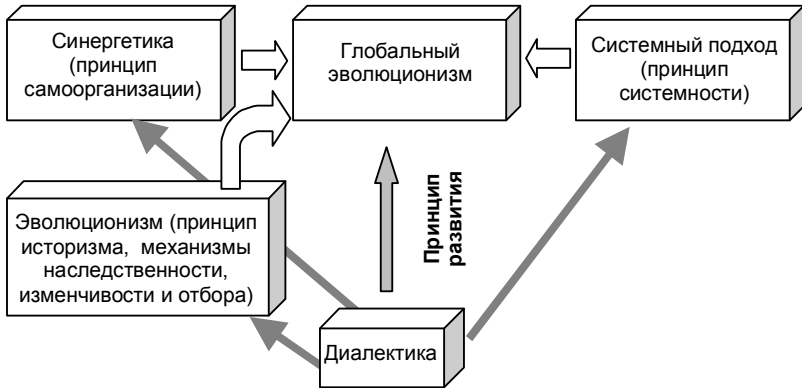 Синергетика
(принцип
самоорганизации)
Глобальный
эволюционизм
Системный подход
(принцип
системности)
Эволюционизм (принцип
историзма, механизмы
наследственности,
изменчивости и отбора)
Принцип
развития
Диалектика